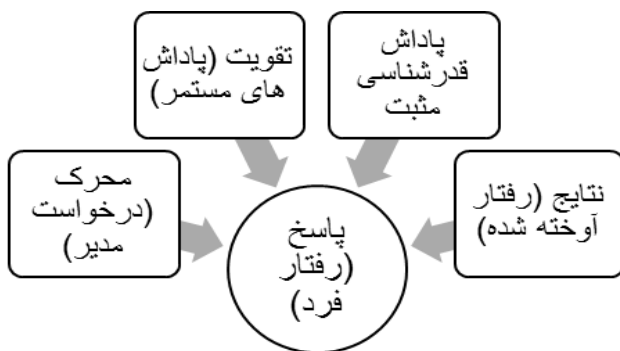 تقویت (پاداش
های مستمر)
پاداش
قدرشناسی
مثبت
محرک
(درخواست
مدیر)
نتایج (رفتار
آوخته شده)
پاسخ
(رفتار
فرد)